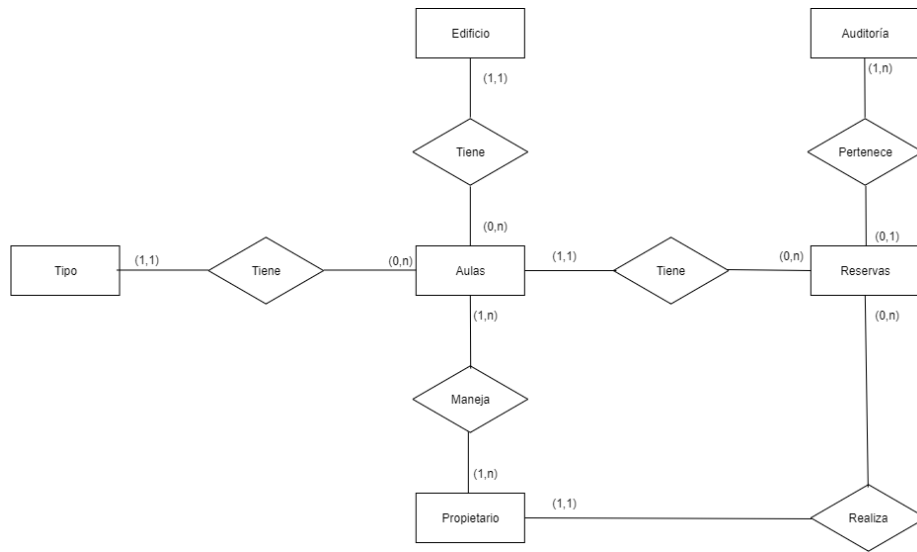 Edificio
Auditoría
(1,1)
(1,n)
Tiene
Pertenece
(0,n)
(0,1)
Tipo
(1,1)
Tiene
(0,n)
Aulas
(1,1)
Tiene
(0,n)
Reservas
(1,n)
(0,n)
Maneja
(1,n)
Propietario
(1,1)
Realiza